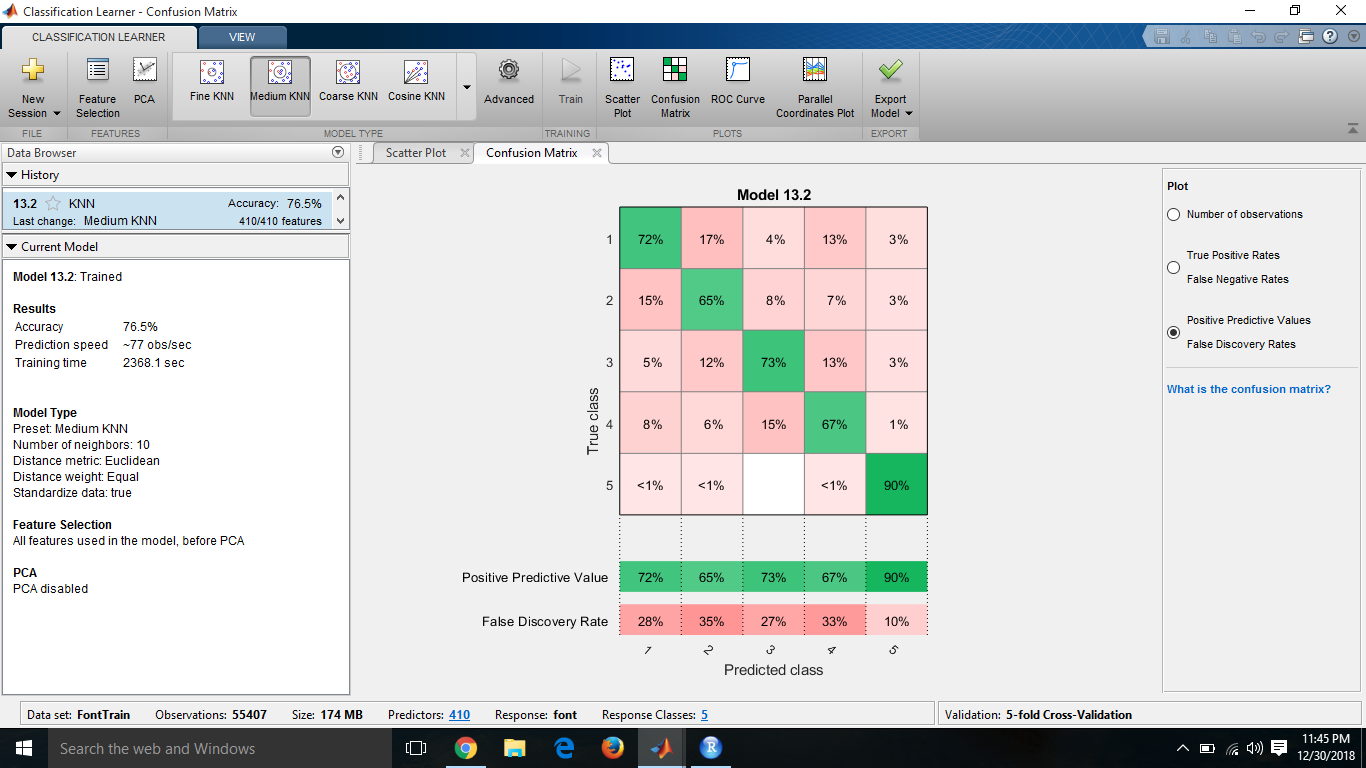 Classification Learner - Confusion Matrix
CLASSIFICATION LEARNER
VIEW
New Session
FILE
Feature Selection
PCA
FEATURES
Fine KNN
Medium KNN
Coarse KNN
Cosine KNN
MODEL TYPE
Advanced
Train
TRAINING
Scatter Plot
Confusion Matrix
ROC Curve
Parallel Coordinates Plot
PLOTS
Export Model
EXPORT
Data Browser
History
13.2 KNN Accuracy: 76.5%
Last change: Medium KNN 410/410 features
Current Model
Model 13.2: Trained
Results
Accuracy 76.5%
Prediction speed ~77 obs/sec
Training time 2368.1 sec
Model Type
Preset: Medium KNN
Number of neighbors: 10
Distance metric: Euclidean
Distance weight: Equal
Standardize data: true
Feature Selection
All features used in the model, before PCA
PCA
PCA disabled
Scatter Plot
Confusion Matrix
Model 13.2
True class
1 72% 17% 4% 13% 3%
2 15% 65% 8% 7% 3%
3 5% 12% 73% 13% 3%
4 8% 6% 15% 67% 1%
5 <1% <1% <1% 90%
Positive Predictive Value 72% 65% 73% 67% 90%
False Discovery Rate 28% 35% 27% 33% 10%
1 2 3 4 5
Predicted class
Plot
Number of observations
True Positive Rates
False Negative Rates
Positive Predictive Values
False Discovery Rates
What is the confusion matrix?
Data set: FontTrain Observations: 55407 Size: 174 MB Predictors: 410 Response: font Response Classes: 5
Validation: 5-fold Cross-Validation
Search the web and Windows
11:45 PM
12/30/2018